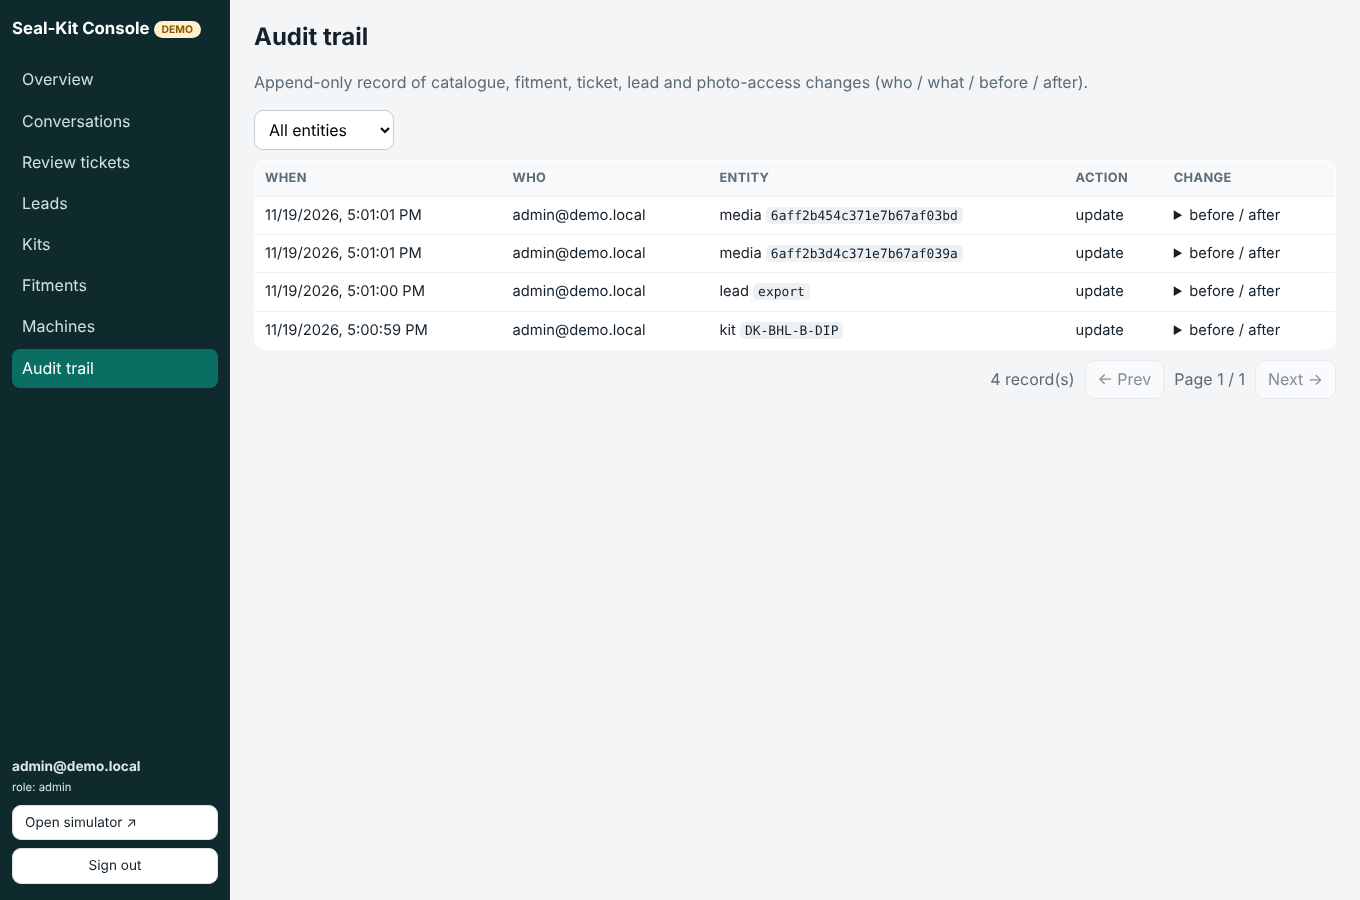 Seal-Kit Console DEMO
Overview
Conversations
Review tickets
Leads
Kits
Fitments
Machines
Audit trail
admin@demo.local
role: admin
Open simulator ↗
Sign out
Audit trail
Append-only record of catalogue, fitment, ticket, lead and photo-access changes (who / what / before / after).
All entities
WHEN WHO ENTITY ACTION CHANGE
11/19/2026, 5:01:01 PM admin@demo.local media 6aff2b454c371e7b67af03bd update ▶ before / after
11/19/2026, 5:01:01 PM admin@demo.local media 6aff2b3d4c371e7b67af039a update ▶ before / after
11/19/2026, 5:01:00 PM admin@demo.local lead export update ▶ before / after
11/19/2026, 5:00:59 PM admin@demo.local kit DK-BHL-B-DIP update ▶ before / after
4 record(s) ← Prev Page 1 / 1 Next →